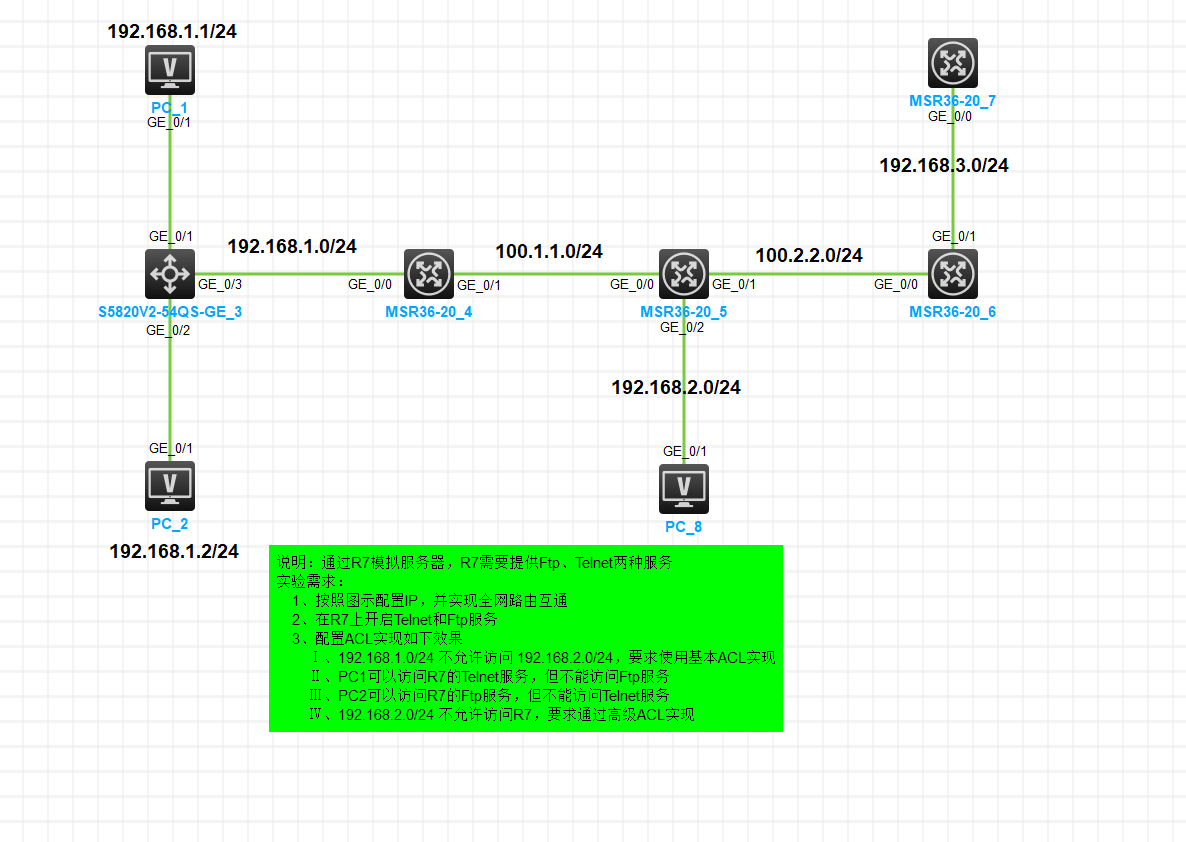 192.168.1.1/24
PC_1
GE_0/1
MSR36-20_7
GE_0/0
192.168.3.0/24
GE_0/1
192.168.1.0/24
100.1.1.0/24
100.2.2.0/24
GE_0/1
GE_0/3
GE_0/0
GE_0/1
GE_0/0
GE_0/1
GE_0/0
S5820V2-54QS-GE_3
MSR36-20_4
MSR36-20_5
MSR36-20_6
GE_0/2
GE_0/2
192.168.2.0/24
GE_0/1
GE_0/1
PC_2
PC_8
192.168.1.2/24
说明：通过R7模拟服务器，R7需要提供Ftp、Telnet两种服务
实验需求：
1、按照图示配置IP，并实现全网路由互通
2、在R7上开启Telnet和Ftp服务
3、配置ACL实现如下效果
Ⅰ、192.168.1.0/24 不允许访问 192.168.2.0/24，要求使用基本ACL实现
Ⅱ、PC1可以访问R7的Telnet服务，但不能访问Ftp服务
Ⅲ、PC2可以访问R7的Ftp服务，但不能访问Telnet服务
Ⅳ、192.168.2.0/24 不允许访问R7，要求通过高级ACL实现